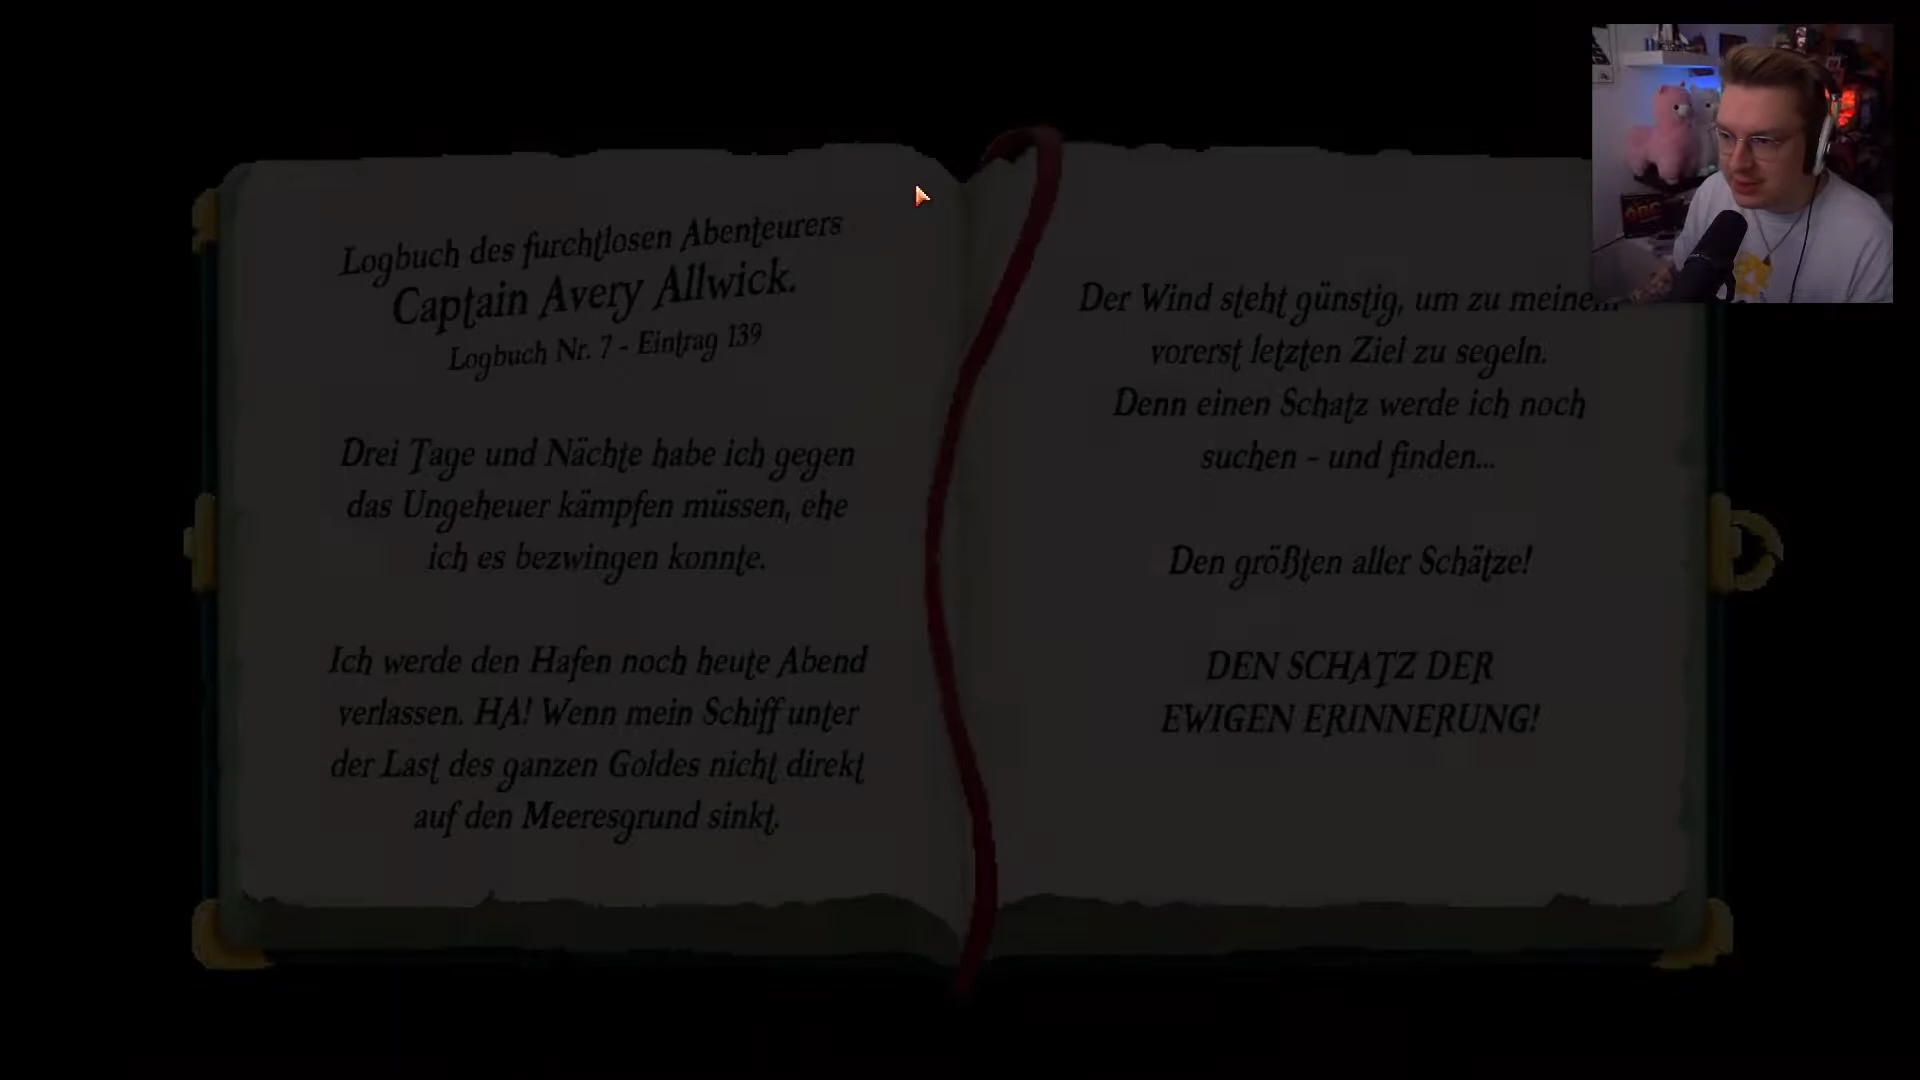 Logbuch des furchtlosen Abenteurers
Captain Avery Allwick.
Logbuch Nr. 7 - Eintrag 139
Drei Tage und Nächte habe ich gegen
das Ungeheuer kämpfen müssen, ehe
ich es bezwingen konnte.
Ich werde den Hafen noch heute Abend
verlassen. HA! Wenn mein Schiff unter
der Last des ganzen Goldes nicht direkt
auf den Meeresgrund sinkt.
Der Wind steht günstig, um zu
vorerst letzten Ziel zu segeln.
Denn einen Schatz werde ich noch
suchen - und finden...
Den größten aller Schätze!
DEN SCHATZ DER
EWIGEN ERINNERUNG!